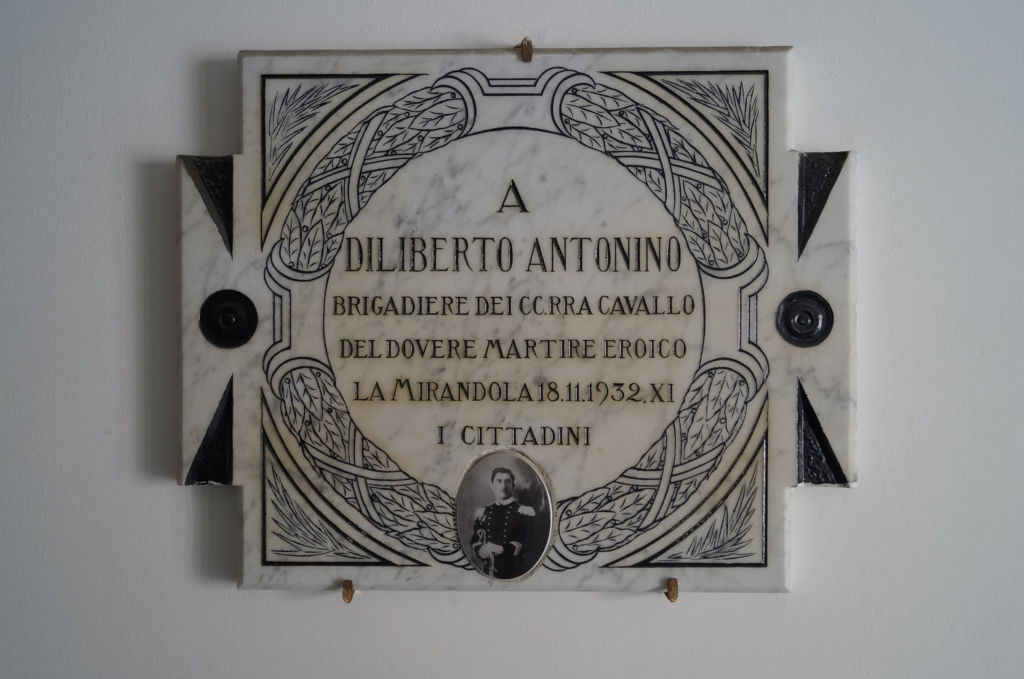 A
DILIBERTO ANTONINO
BRIGADIERE DEI CC.RR A CAVALLO
DEL DOVERE MARTIRE EROICO
LA MIRANDOLA 18.11.1932.XI
I CITTADINI